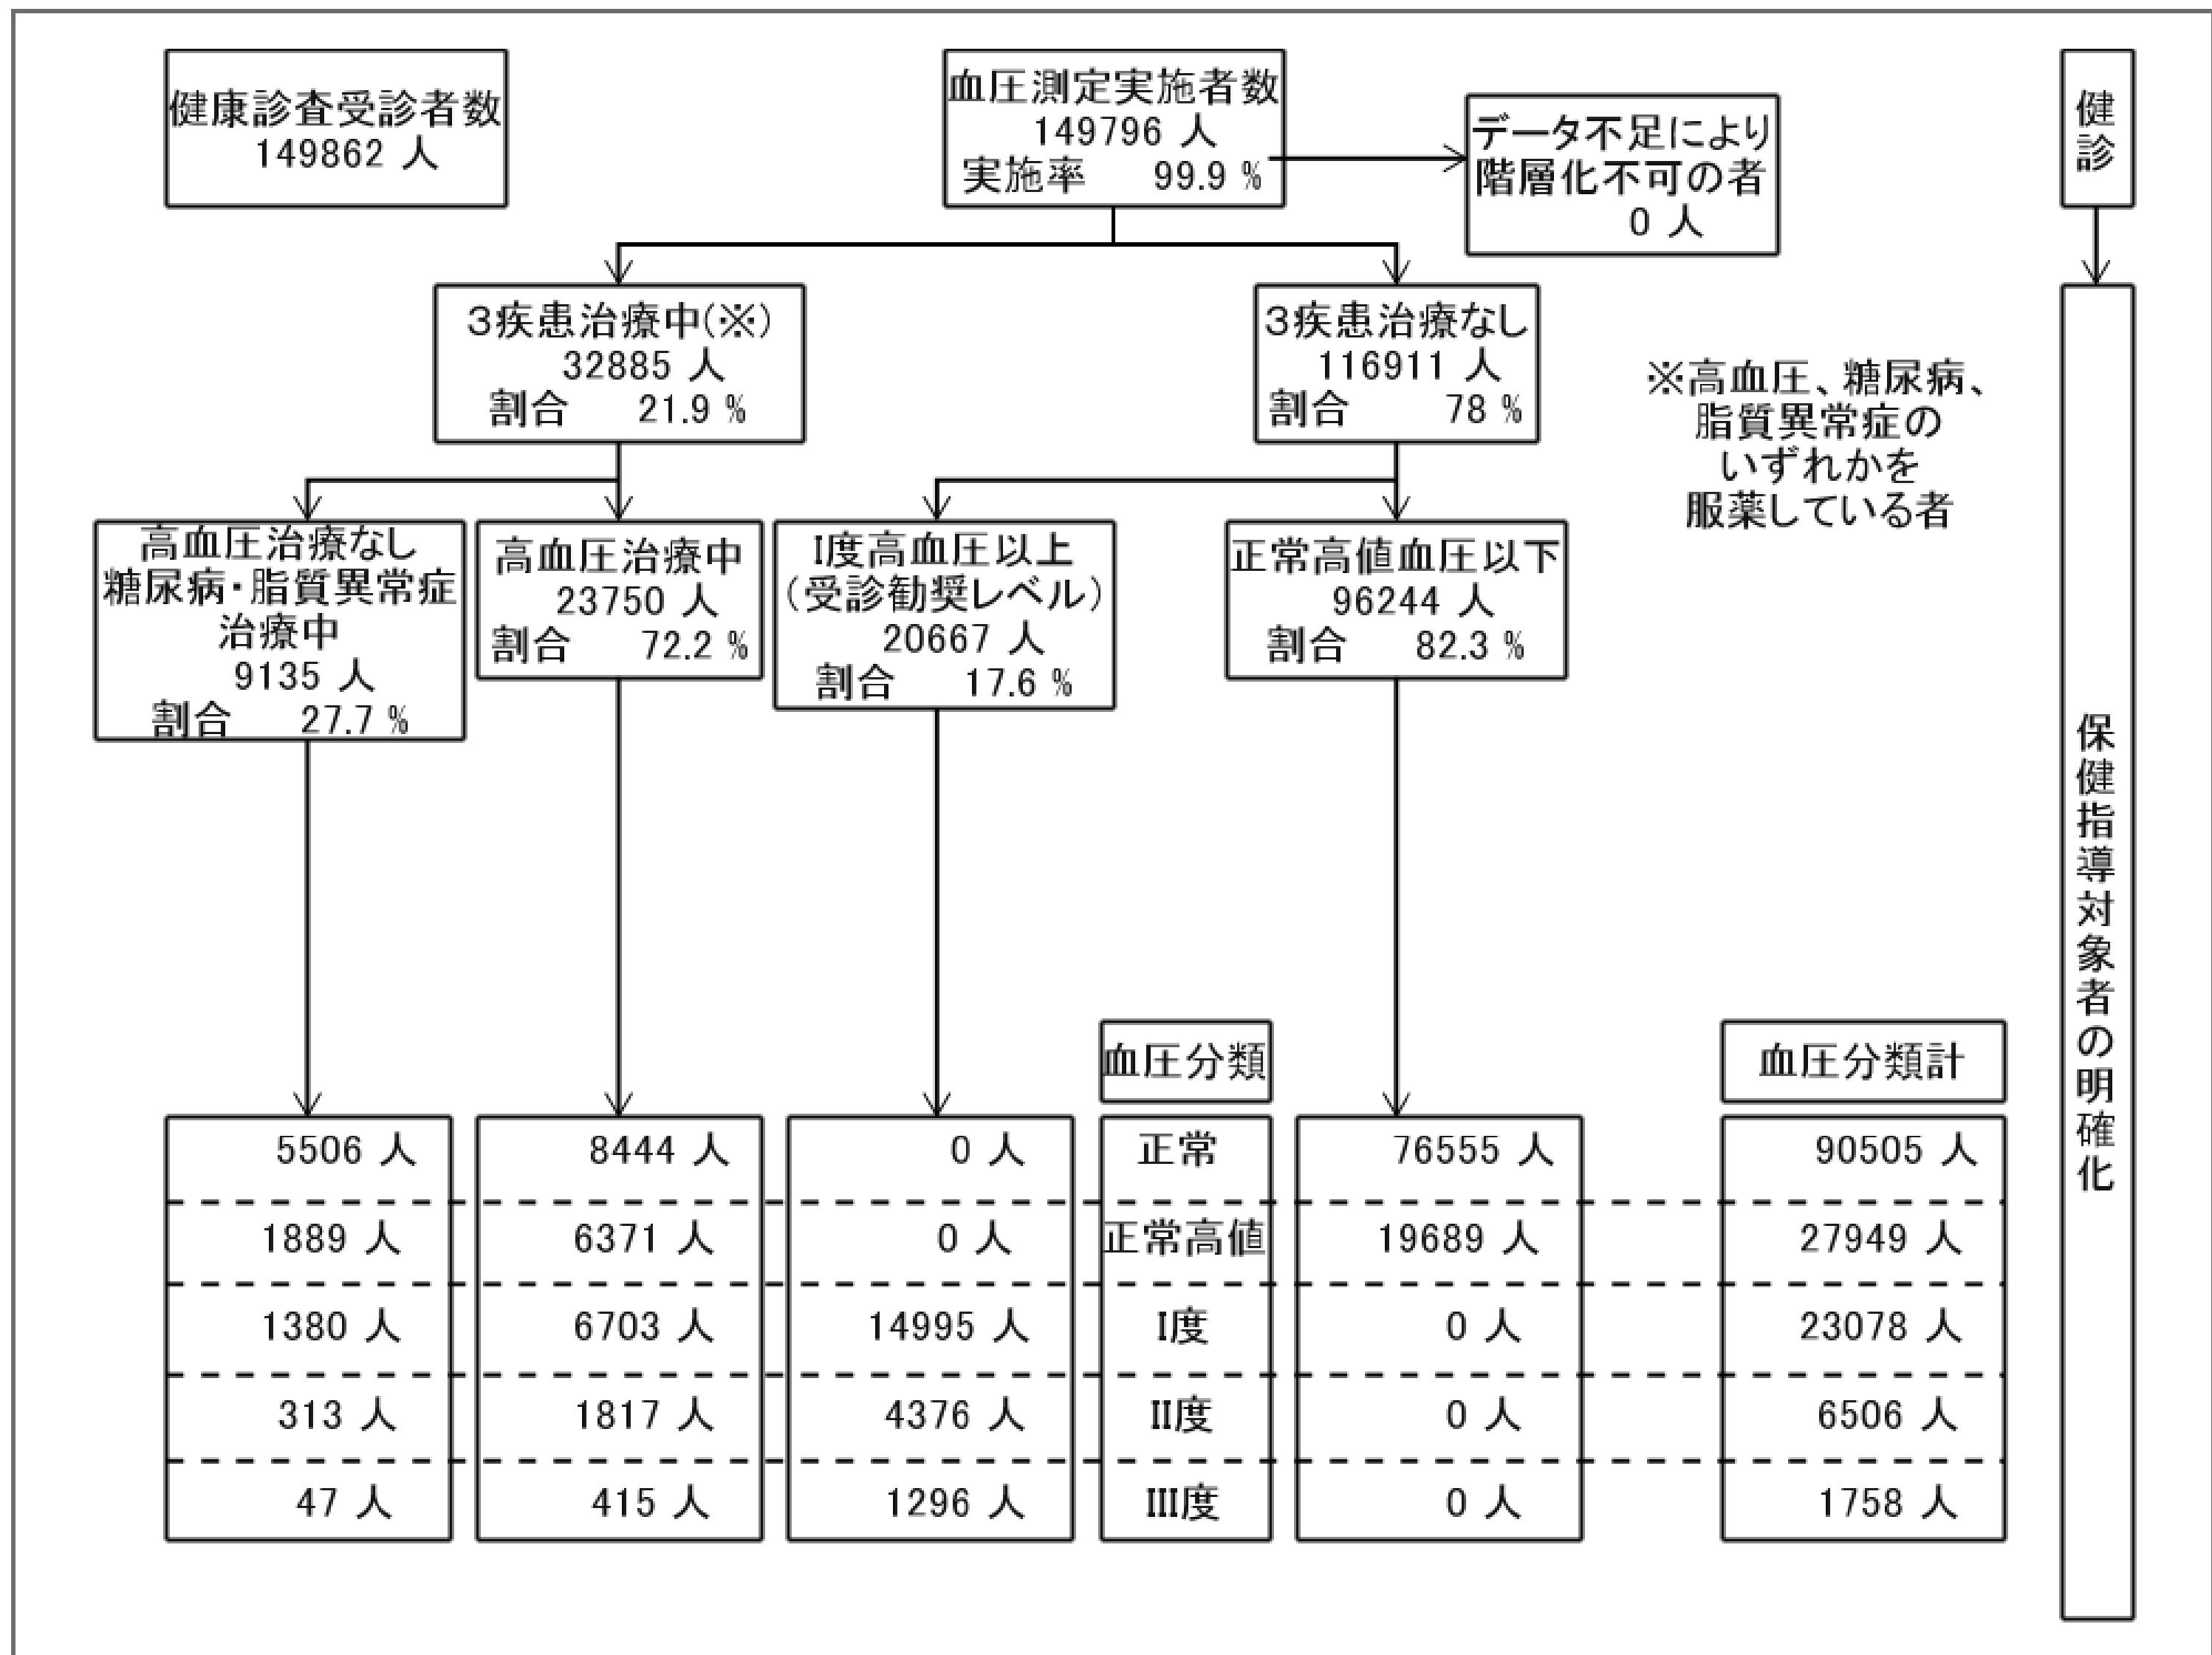 健康診査受診者数
149862 人
血圧測定実施者数
149796 人
実施率 99.9 %
データ不足により
階層化不可の者
0 人
健診
3疾患治療中(※)
32885 人
割合 21.9 %
3疾患治療なし
116911 人
割合 78 %
※高血圧、糖尿病、
脂質異常症の
いずれかを
服薬している者
高血圧治療なし
糖尿病・脂質異常症
治療中
9135 人
割合 27.7 %
高血圧治療中
23750 人
割合 72.2 %
I度高血圧以上
(受診勧奨レベル)
20667 人
割合 17.6 %
正常高値血圧以下
96244 人
割合 82.3 %
保健指導対象者の明確化
血圧分類
血圧分類計
5506 人 8444 人 0 人 正常 76555 人 90505 人
1889 人 6371 人 0 人 正常高値 19689 人 27949 人
1380 人 6703 人 14995 人 I度 0 人 23078 人
313 人 1817 人 4376 人 II度 0 人 6506 人
47 人 415 人 1296 人 III度 0 人 1758 人